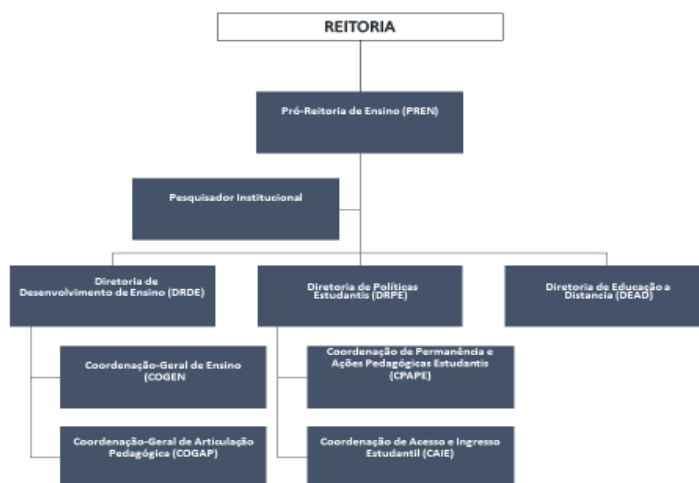 REITORIA
Pró-Reitoria de Ensino (PREN)
Pesquisador Institucional
Diretoria de
Desenvolvimento de Ensino (DRDE)
Diretoria de Políticas
Estudantis (DRPE)
Diretoria de Educação a
Distancia (DEAD)
Coordenação-Geral de Ensino
(COGEN
Coordenação de Permanência e
Ações Pedagógicas Estudantis
(CPAPE)
Coordenação-Geral de Articulação
Pedagógica (COGAP)
Coordenação de Acesso e Ingresso
Estudantil (CAIE)